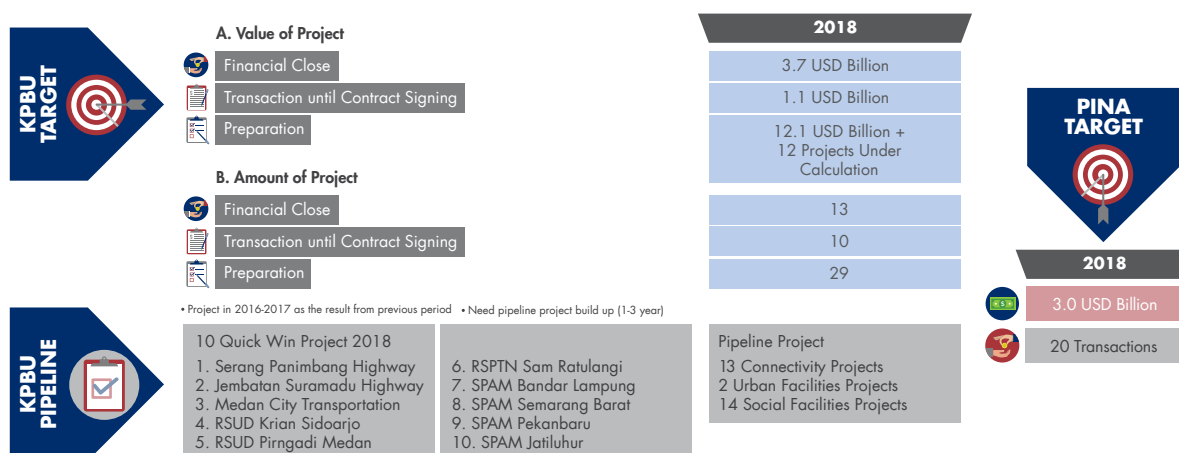 KPBU
TARGET
A. Value of Project
2018
Financial Close
3.7 USD Billion
Transaction until Contract Signing
1.1 USD Billion
Preparation
12.1 USD Billion +
12 Projects Under
Calculation
B. Amount of Project
Financial Close
13
Transaction until Contract Signing
10
Preparation
29
• Project in 2016-2017 as the result from previous period • Need pipeline project build up (1-3 year)
PINA
TARGET
2018
3.0 USD Billion
20 Transactions
KPBU
PIPELINE
10 Quick Win Project 2018
1. Serang Panimbang Highway
2. Jembatan Suramadu Highway
3. Medan City Transportation
4. RSUD Krian Sidoarjo
5. RSUD Pirngadi Medan
6. RSPTN Sam Ratulangi
7. SPAM Bandar Lampung
8. SPAM Semarang Barat
9. SPAM Pekanbaru
10. SPAM Jatiluhur
Pipeline Project
13 Connectivity Projects
2 Urban Facilities Projects
14 Social Facilities Projects